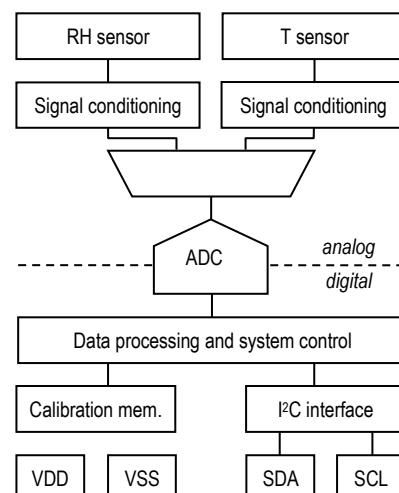 RH sensor
T sensor
Signal conditioning
Signal conditioning
ADC
analog
digital
Data processing and system control
Calibration mem.
I²C interface
VDD
VSS
SDA
SCL